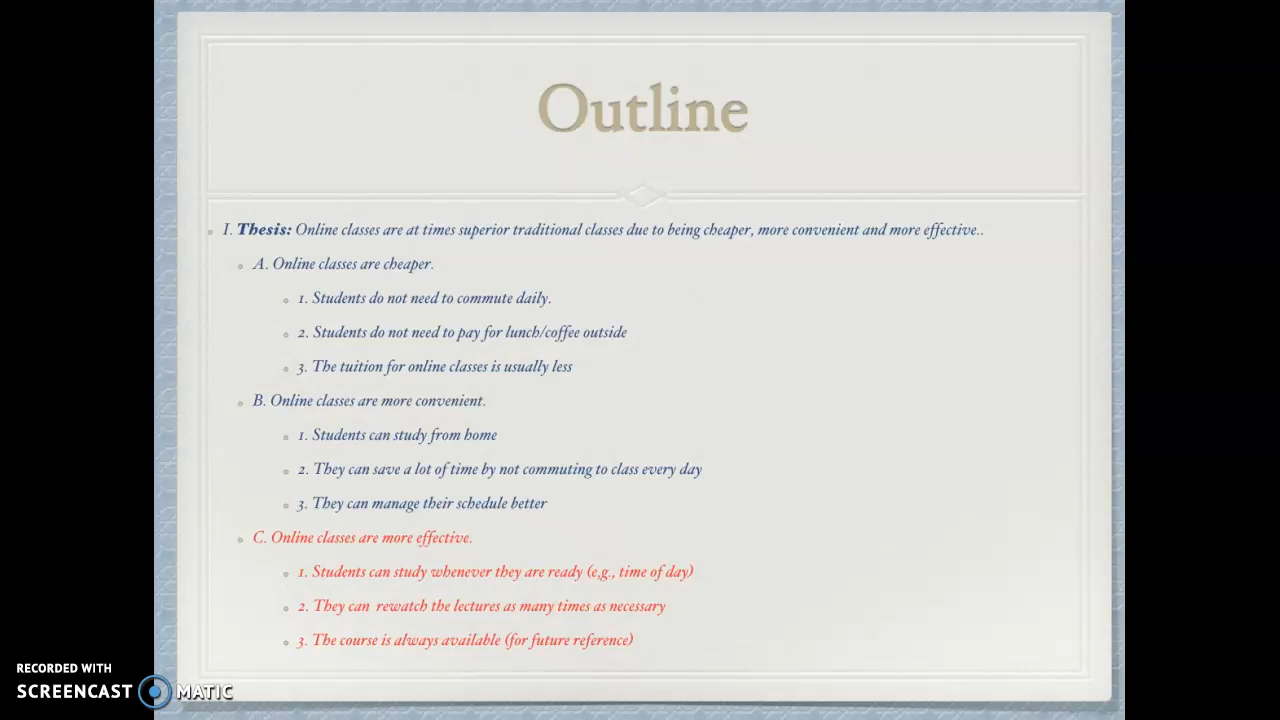 Outline
I. Thesis: Online classes are at times superior traditional classes due to being cheaper, more convenient and more effective..
A. Online classes are cheaper.
1. Students do not need to commute daily.
2. Students do not need to pay for lunch/coffee outside
3. The tuition for online classes is usually less
B. Online classes are more convenient.
1. Students can study from home
2. They can save a lot of time by not commuting to class every day
3. They can manage their schedule better
C. Online classes are more effective.
1. Students can study whenever they are ready (e,g., time of day)
2. They can rewatch the lectures as many times as necessary
3. The course is always available (for future reference)
RECORDED WITH
SCREENCAST MATIC